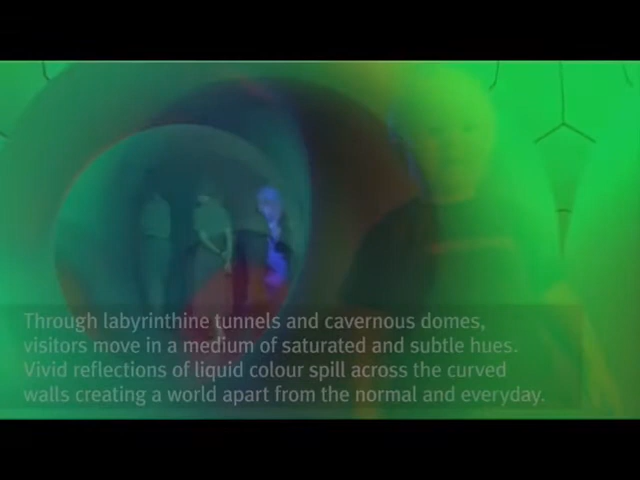 Through labyrinthine tunnels and cavernous domes,
visitors move in a medium of saturated and subtle hues.
Vivid reflections of liquid colour spill across the curved
walls creating a world apart from the normal and everyday.